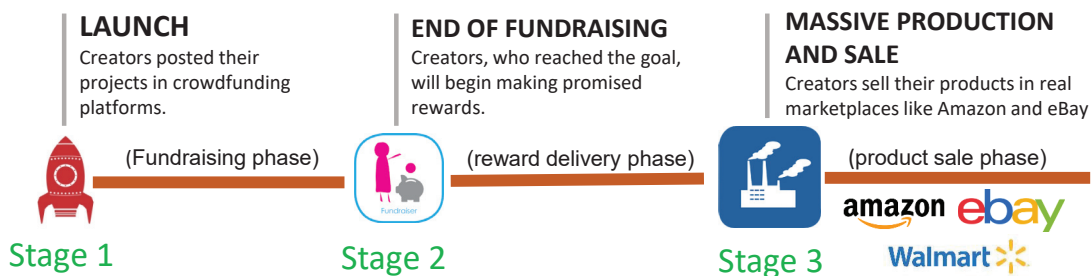 LAUNCH
Creators posted their
projects in crowdfunding
platforms.
END OF FUNDRAISING
Creators, who reached the goal,
will begin making promised
rewards.
MASSIVE PRODUCTION
AND SALE
Creators sell their products in real
marketplaces like Amazon and eBay
(Fundraising phase)
(reward delivery phase)
(product sale phase)
Fundraiser
amazon
ebay
Walmart
Stage 1
Stage 2
Stage 3